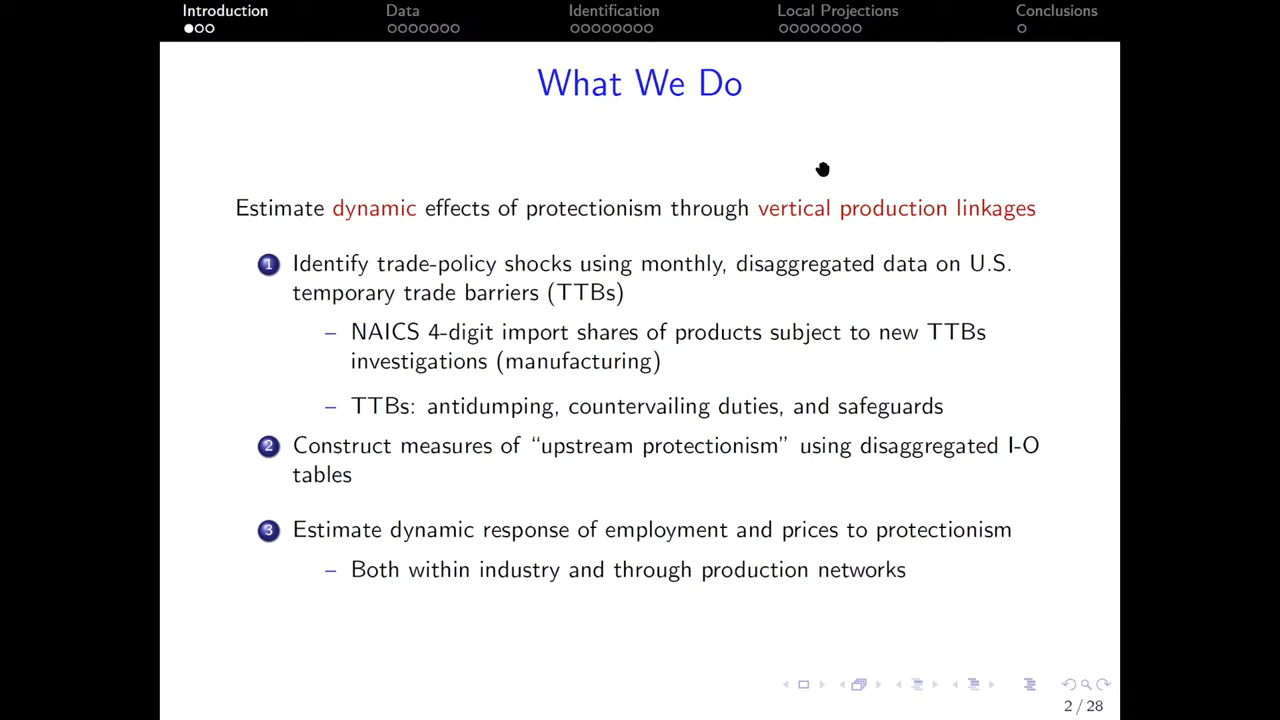 Introduction Data Identification Local Projections Conclusions
What We Do
Estimate dynamic effects of protectionism through vertical production linkages
1 Identify trade-policy shocks using monthly, disaggregated data on U.S.
temporary trade barriers (TTBs)
– NAICS 4-digit import shares of products subject to new TTBs
investigations (manufacturing)
– TTBs: antidumping, countervailing duties, and safeguards
2 Construct measures of “upstream protectionism” using disaggregated I-O
tables
3 Estimate dynamic response of employment and prices to protectionism
– Both within industry and through production networks
2 / 28